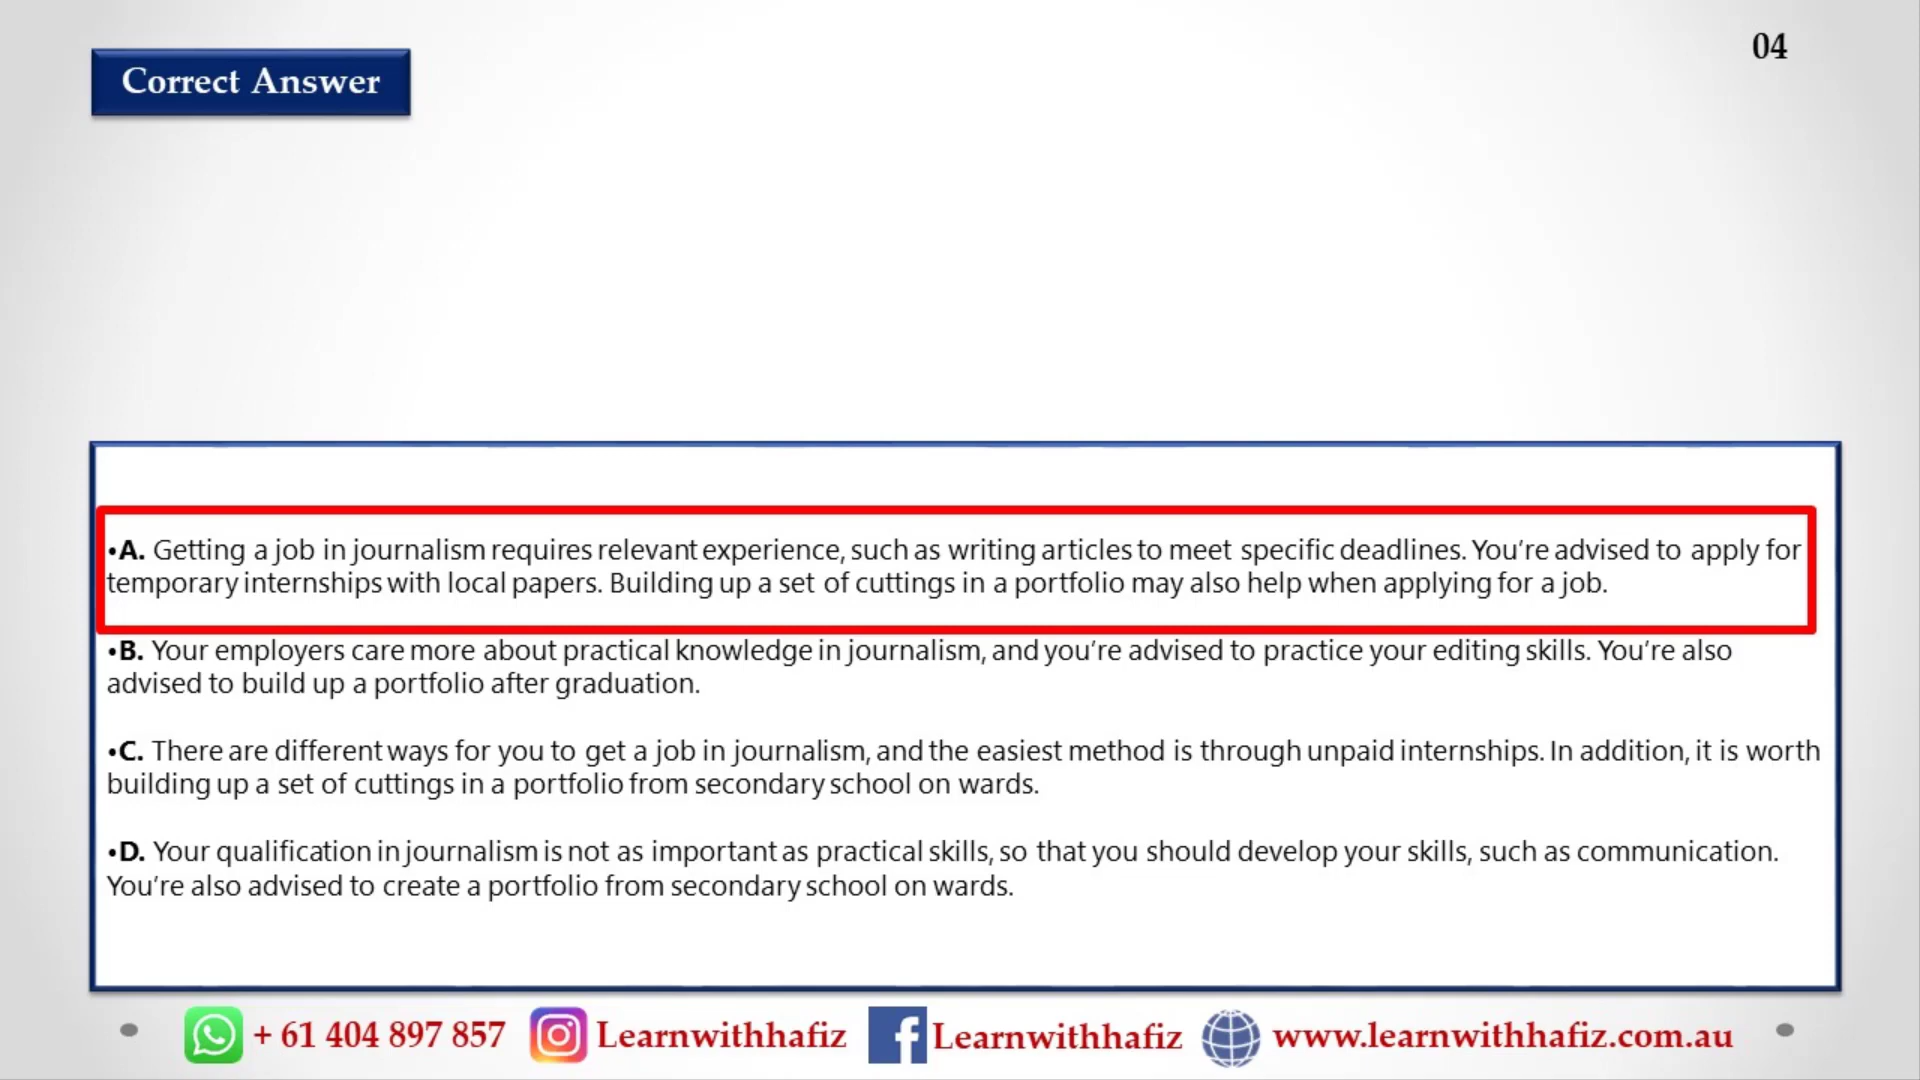 04
Correct Answer
•A. Getting a job in journalism requires relevant experience, such as writing articles to meet specific deadlines. You're advised to apply for
temporary internships with local papers. Building up a set of cuttings in a portfolio may also help when applying for a job.
•B. Your employers care more about practical knowledge in journalism, and you're advised to practice your editing skills. You're also
advised to build up a portfolio after graduation.
•C. There are different ways for you to get a job in journalism, and the easiest method is through unpaid internships. In addition, it is worth
building up a set of cuttings in a portfolio from secondary school on wards.
•D. Your qualification in journalism is not as important as practical skills, so that you should develop your skills, such as communication.
You're also advised to create a portfolio from secondary school on wards.
+ 61 404 897 857 Learnwithhafiz Learnwithhafiz www.learnwithhafiz.com.au